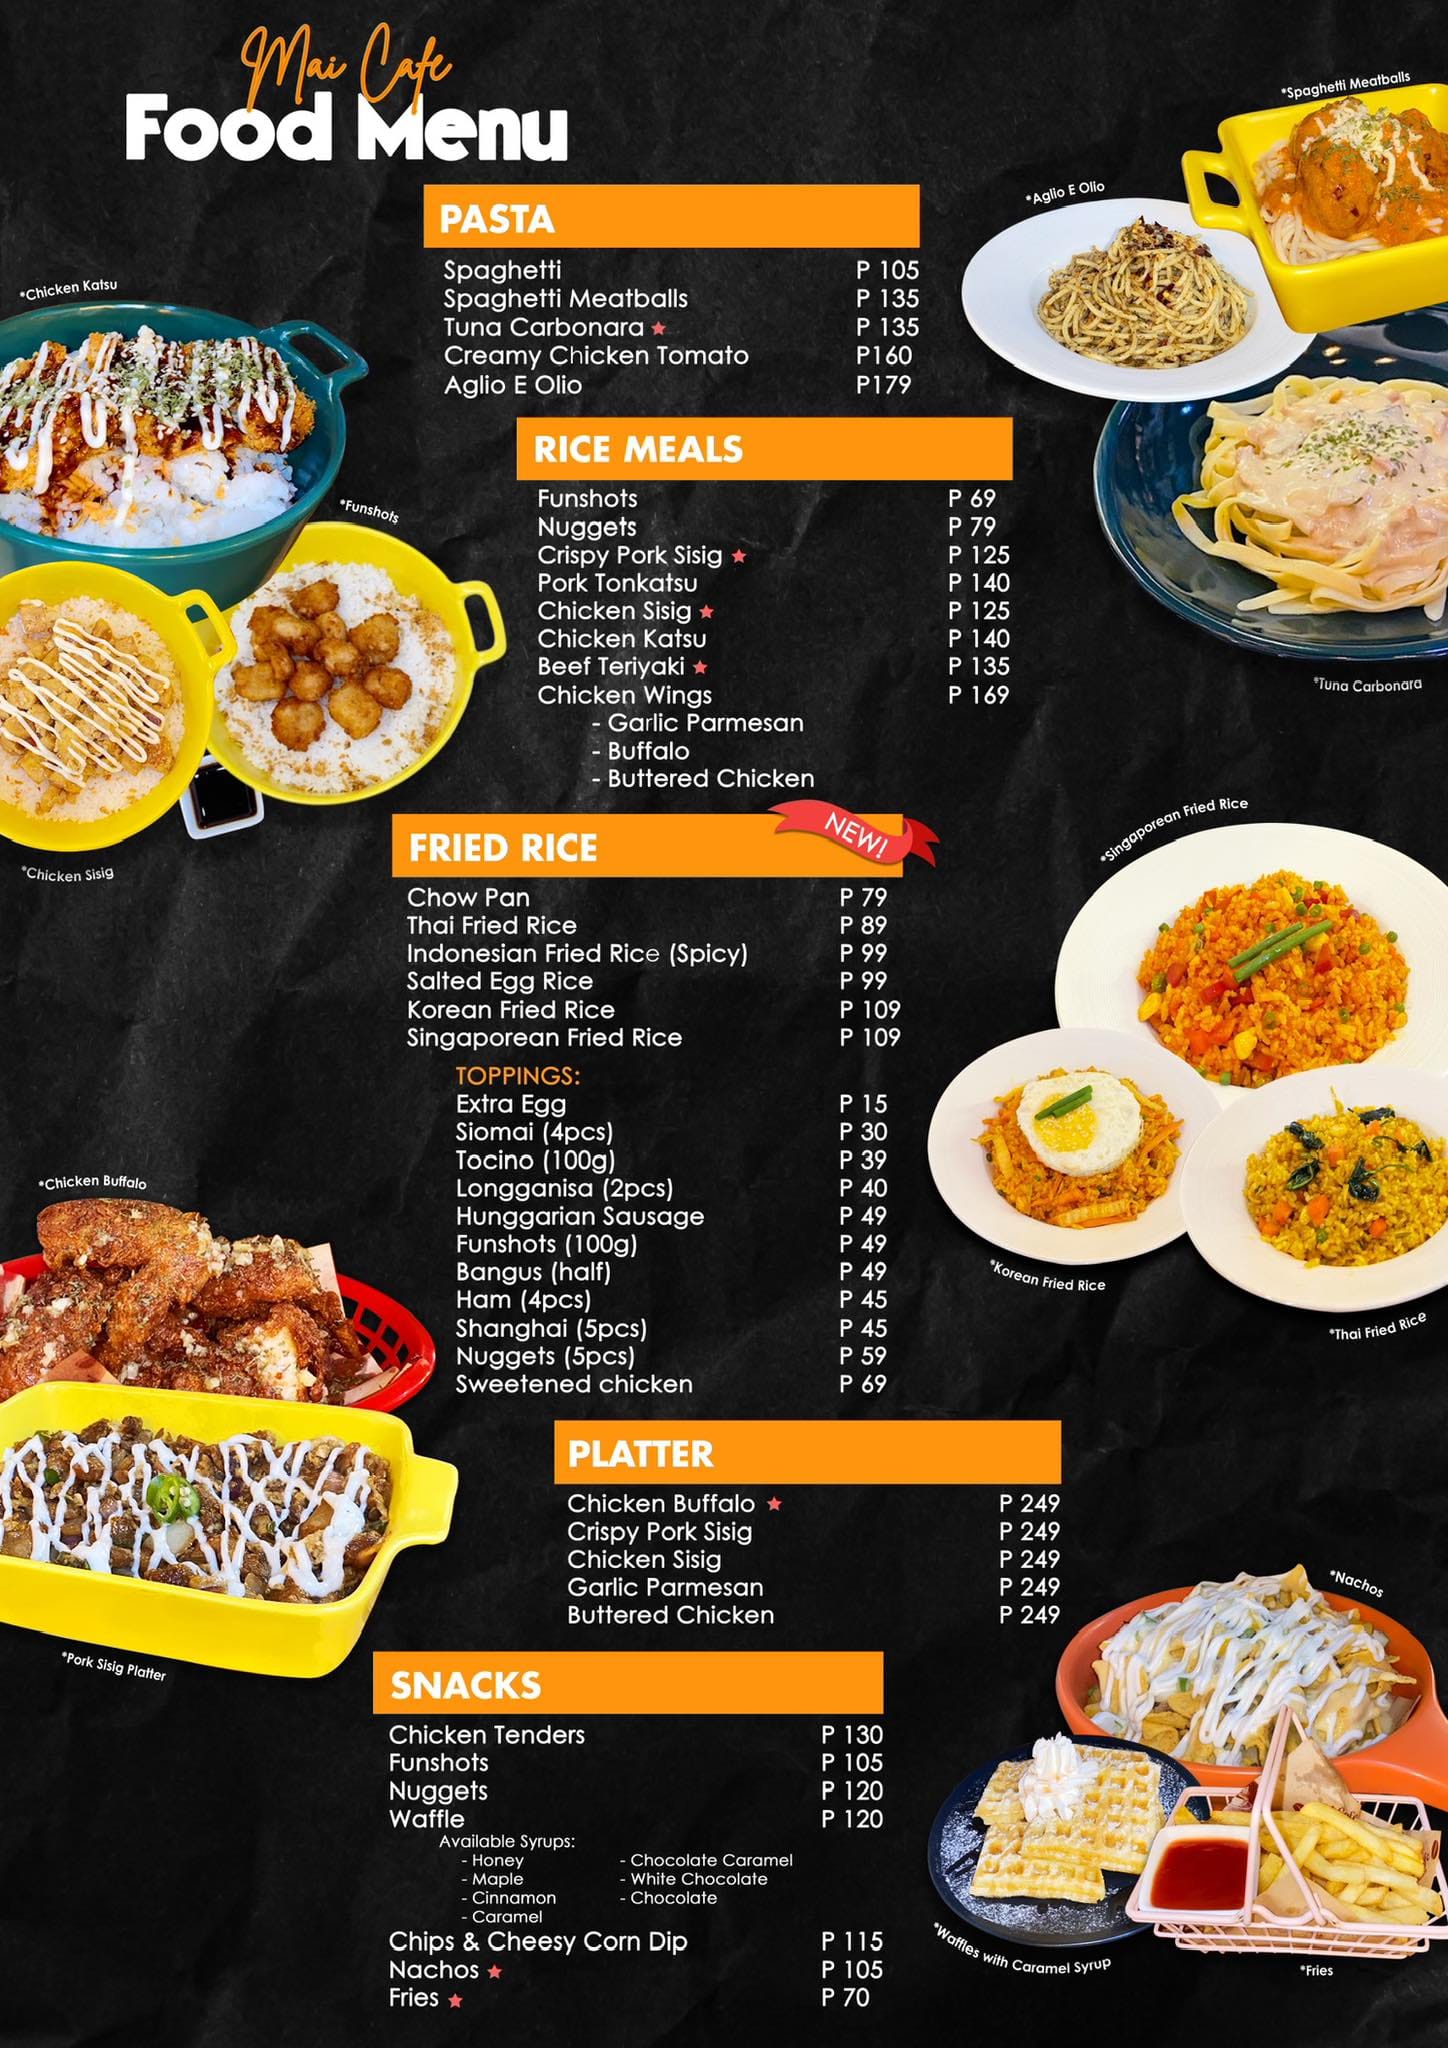 Mai Cafe
Food Menu
*Spaghetti Meatballs
*Aglio E Olio
*Tuna Carbonara
*Chicken Katsu
*Funshots
*Chicken Sisig
PASTA
Spaghetti P 105
Spaghetti Meatballs P 135
Tuna Carbonara P 135
Creamy Chicken Tomato P160
Aglio E Olio P179
RICE MEALS
Funshots P 69
Nuggets P 79
Crispy Pork Sisig P 125
Pork Tonkatsu P 140
Chicken Sisig P 125
Chicken Katsu P 140
Beef Teriyaki P 135
Chicken Wings P 169
- Garlic Parmesan
- Buffalo
- Buttered Chicken
FRIED RICE NEW!
Chow Pan P 79
Thai Fried Rice P 89
Indonesian Fried Rice (Spicy) P 99
Salted Egg Rice P 99
Korean Fried Rice P 109
Singaporean Fried Rice P 109
TOPPINGS:
Extra Egg P 15
Siomai (4pcs) P 30
Tocino (100g) P 39
Longganisa (2pcs) P 40
Hunggarian Sausage P 49
Funshots (100g) P 49
Bangus (half) P 49
Ham (4pcs) P 45
Shanghai (5pcs) P 45
Nuggets (5pcs) P 59
Sweetened chicken P 69
*Singaporean Fried Rice
*Korean Fried Rice
*Thai Fried Rice
*Chicken Buffalo
*Pork Sisig Platter
PLATTER
Chicken Buffalo P 249
Crispy Pork Sisig P 249
Chicken Sisig P 249
Garlic Parmesan P 249
Buttered Chicken P 249
SNACKS
Chicken Tenders P 130
Funshots P 105
Nuggets P 120
Waffle P 120
Available Syrups:
- Honey - Chocolate Caramel
- Maple - White Chocolate
- Cinnamon - Chocolate
- Caramel
Chips & Cheesy Corn Dip P 115
Nachos P 105
Fries P 70
*Nachos
*Waffles with Caramel Syrup
*Fries